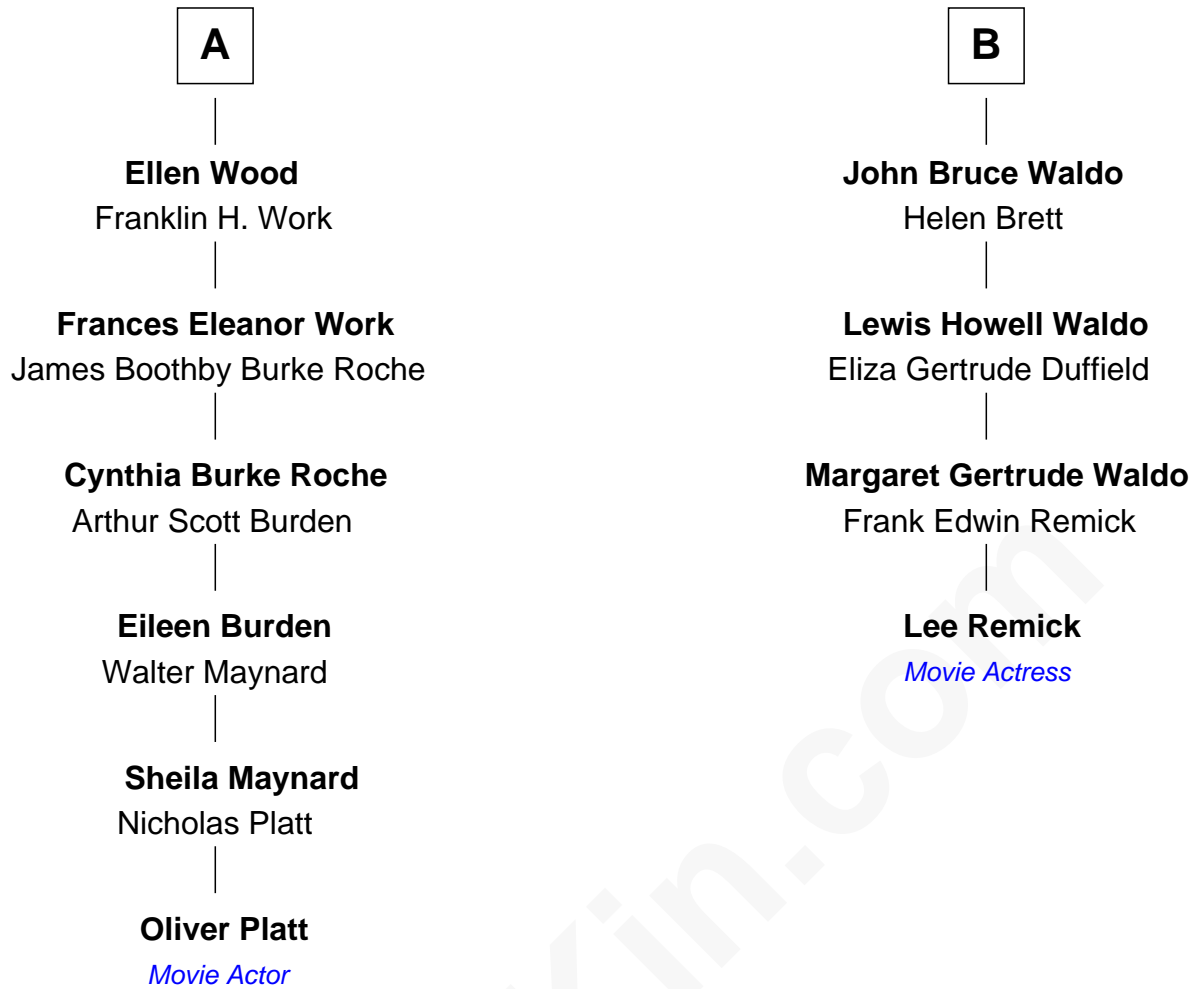 A
Ellen Wood
Franklin H. Work
Frances Eleanor Work
James Boothby Burke Roche
Cynthia Burke Roche
Arthur Scott Burden
Eileen Burden
Walter Maynard
Sheila Maynard
Nicholas Platt
Oliver Platt
Movie Actor
B
John Bruce Waldo
Helen Brett
Lewis Howell Waldo
Eliza Gertrude Duffield
Margaret Gertrude Waldo
Frank Edwin Remick
Lee Remick
Movie Actress
in.com